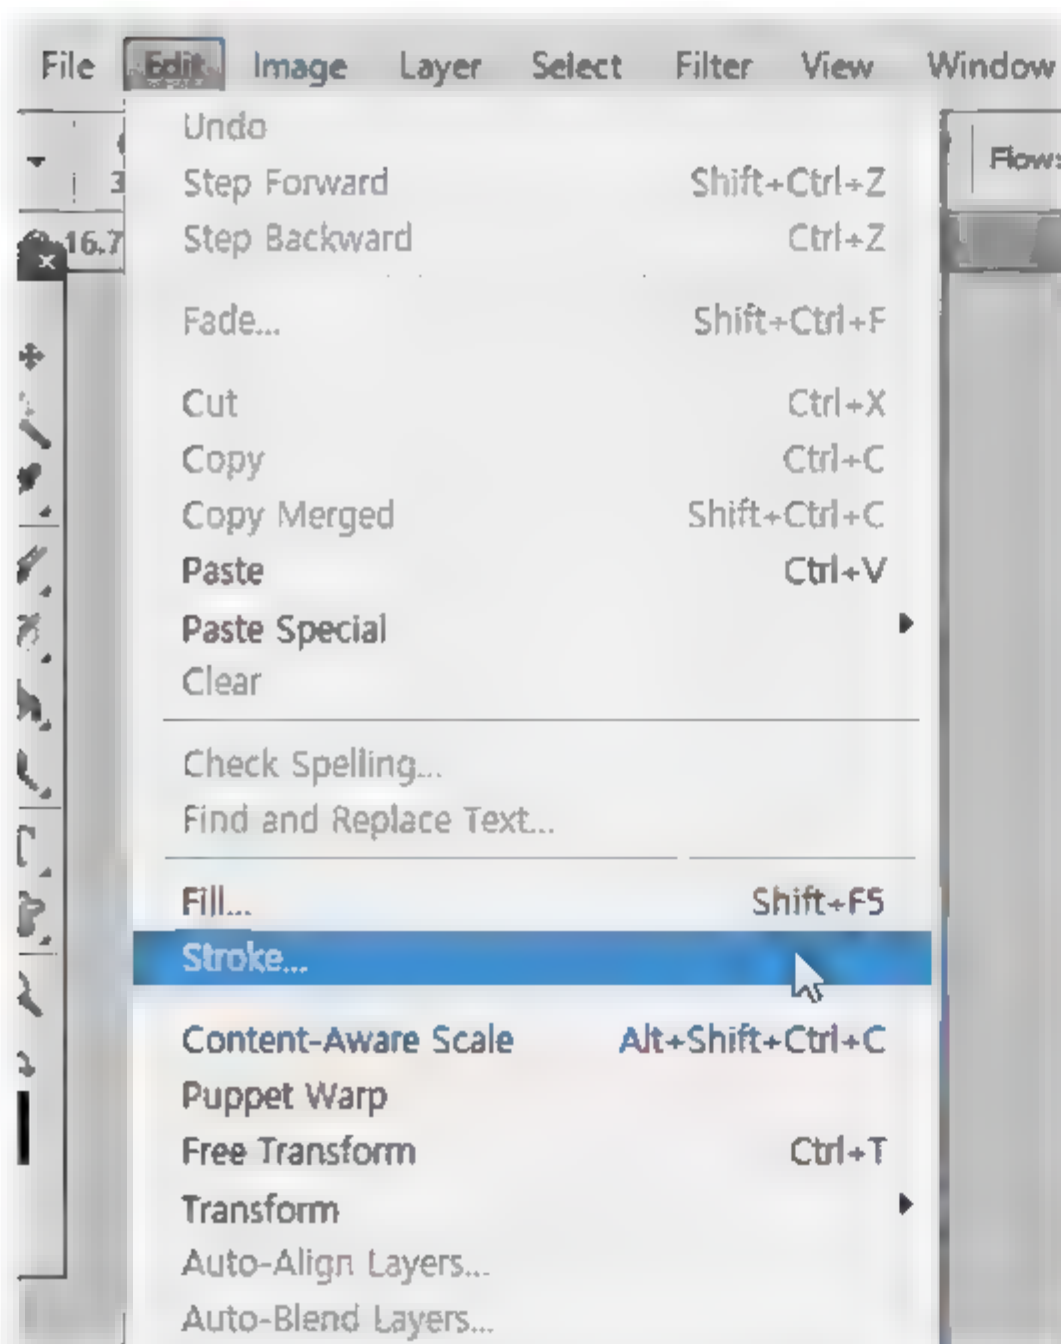 File Edit Image Layer Select Filter View Window
Undo
Step Forward Shift+Ctrl+Z
Step Backward Ctrl+Z
16.7
Fade... Shift+Ctrl+F
Cut Ctrl+X
Copy Ctrl+C
Copy Merged Shift+Ctrl+C
Paste Ctrl+V
Paste Special
Clear
Check Spelling...
Find and Replace Text...
Fill... Shift+F5
Stroke...
Content-Aware Scale Alt+Shift+Ctrl+C
Puppet Warp
Free Transform Ctrl+T
Transform
Auto-Align Layers...
Auto-Blend Layers...